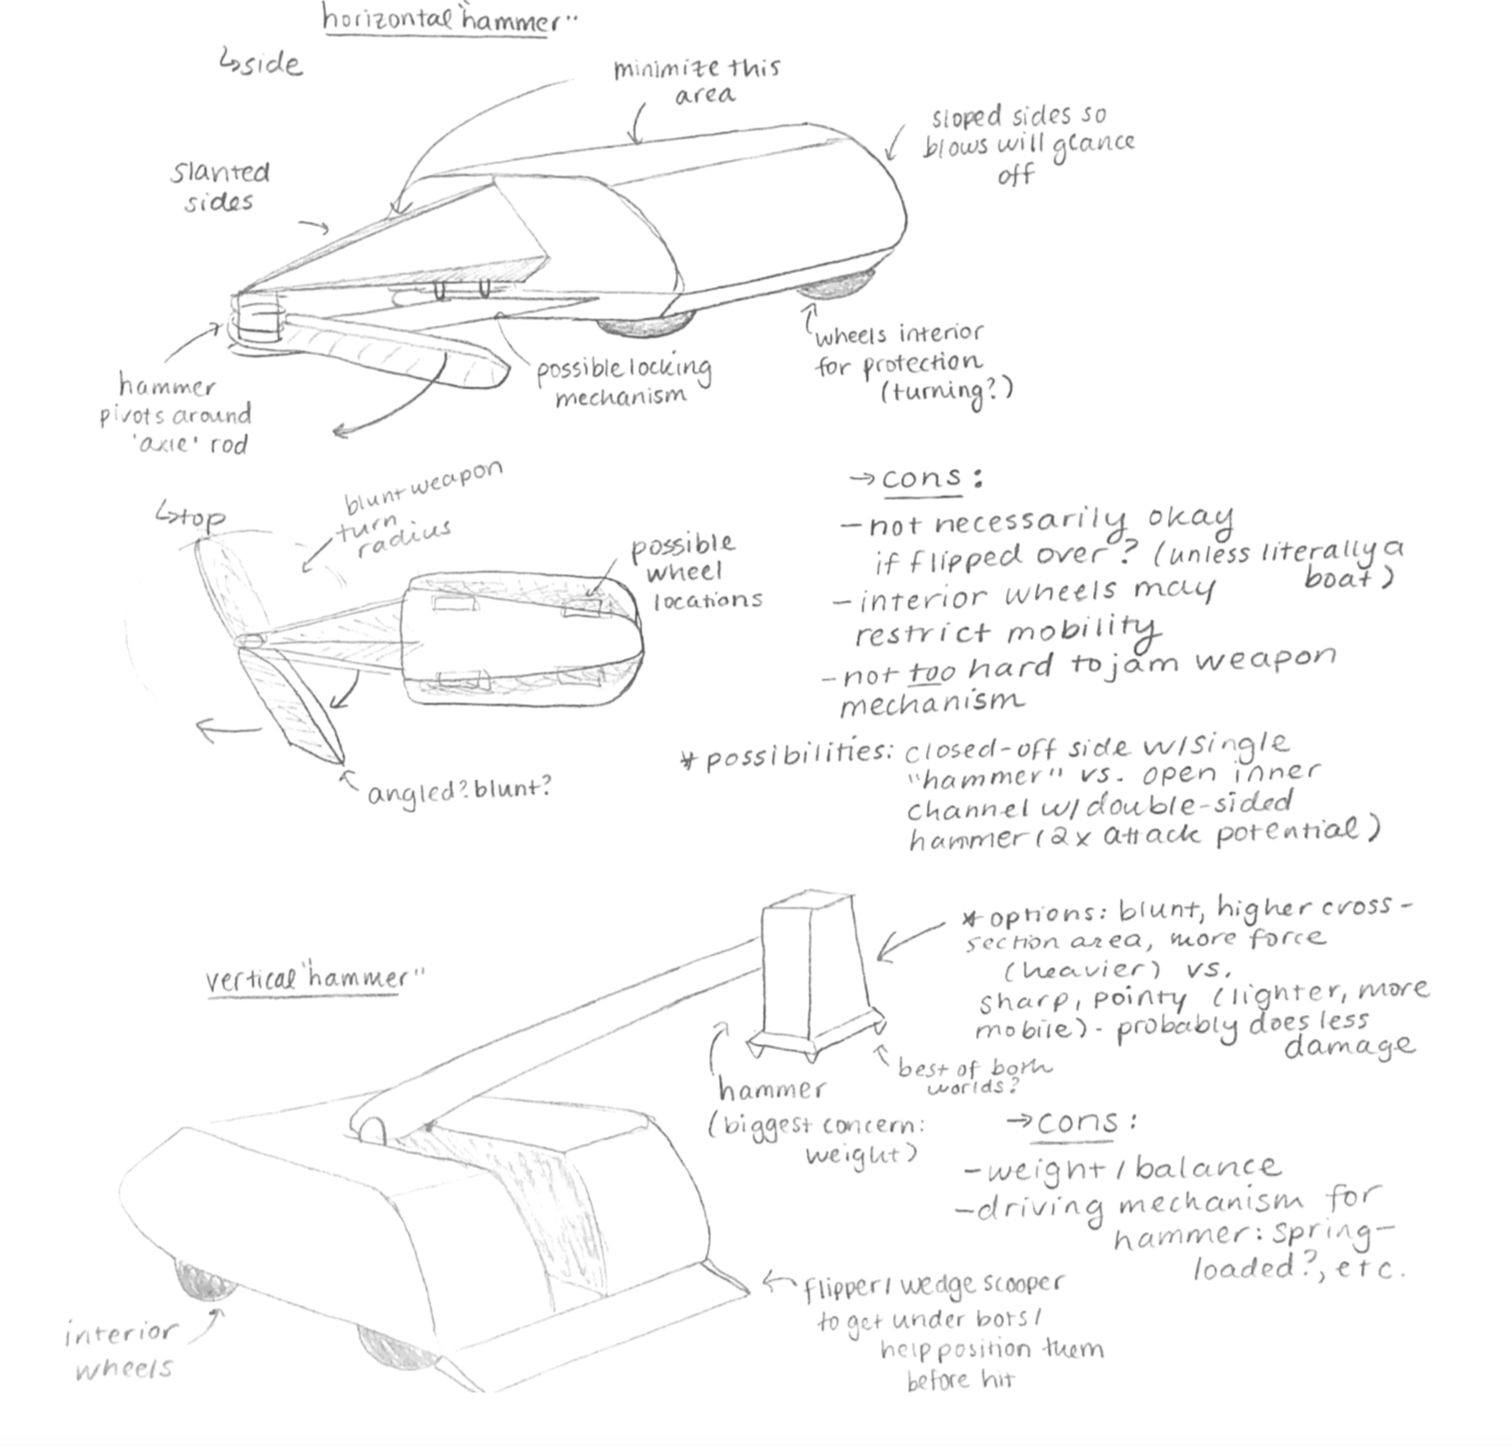 horizontal "hammer"
↳side
minimize this
area
sloped sides so
blows will glance
off
slanted
sides
hammer
pivots around
'axle' rod
possible locking
mechanism
wheels interior
for protection
(turning?)
↳top
blunt weapon
turn
radius
possible
wheel
locations
angled? blunt?
→ cons:
- not necessarily okay
if flipped over? (unless literally a
boat)
- interior wheels may
restrict mobility
- not too hard to jam weapon
mechanism
* possibilities: closed-off side w/single
"hammer" vs. open inner
channel w/ double-sided
hammer (2x attack potential)
vertical "hammer"
* options: blunt, higher cross-
section area, more force
(heavier) vs.
sharp, pointy (lighter, more
mobile) - probably does less
damage
best of both
worlds?
hammer
(biggest concern:
weight)
→ cons:
- weight / balance
- driving mechanism for
hammer: spring-
loaded?, etc.
flipper / wedge scooper
to get under bots /
help position them
before hit
interior
wheels